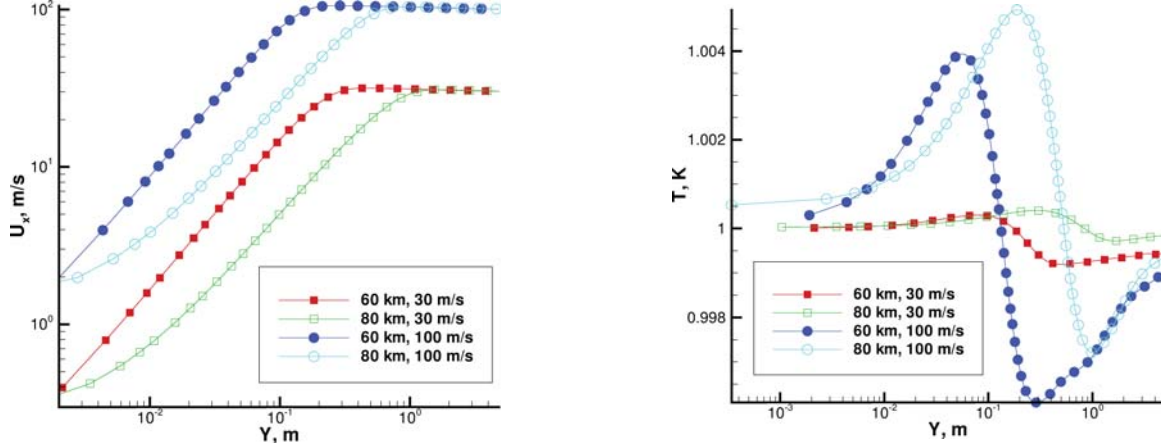 10²
10¹
10⁰
Uₓ, m/s
10⁻²
10⁻¹
10⁰
Y, m
60 km, 30 m/s
80 km, 30 m/s
60 km, 100 m/s
80 km, 100 m/s
1.004
1.002
1
0.998
T, K
10⁻³
10⁻²
10⁻¹
10⁰
Y, m
60 km, 30 m/s
80 km, 30 m/s
60 km, 100 m/s
80 km, 100 m/s